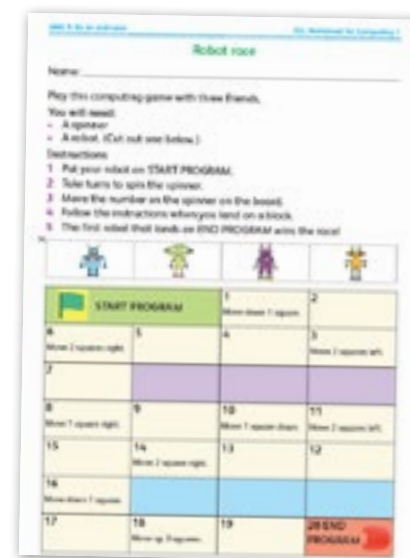 Robot race
Name:
Play this computing game with three friends.
You will need:
• A spinner
• A robot. (Cut out one below.)
Instructions
1 Put your robot on START PROGRAM.
2 Take turns to spin the spinner.
3 Move the number on the spinner on the board.
4 Follow the instructions when you land on a block.
5 The first robot that lands on END PROGRAM wins the race!
START PROGRAM
1
Move down 1 square.
2
6
Move 2 squares right.
5
4
3
Move 2 squares left.
7
8
Move 1 square right.
9
10
Move 1 square down.
11
Move 2 squares left.
15
14
Move 2 square right.
13
12
16
Move down 1 square.
17
18
Move up 3 squares.
19
20 END
PROGRAM